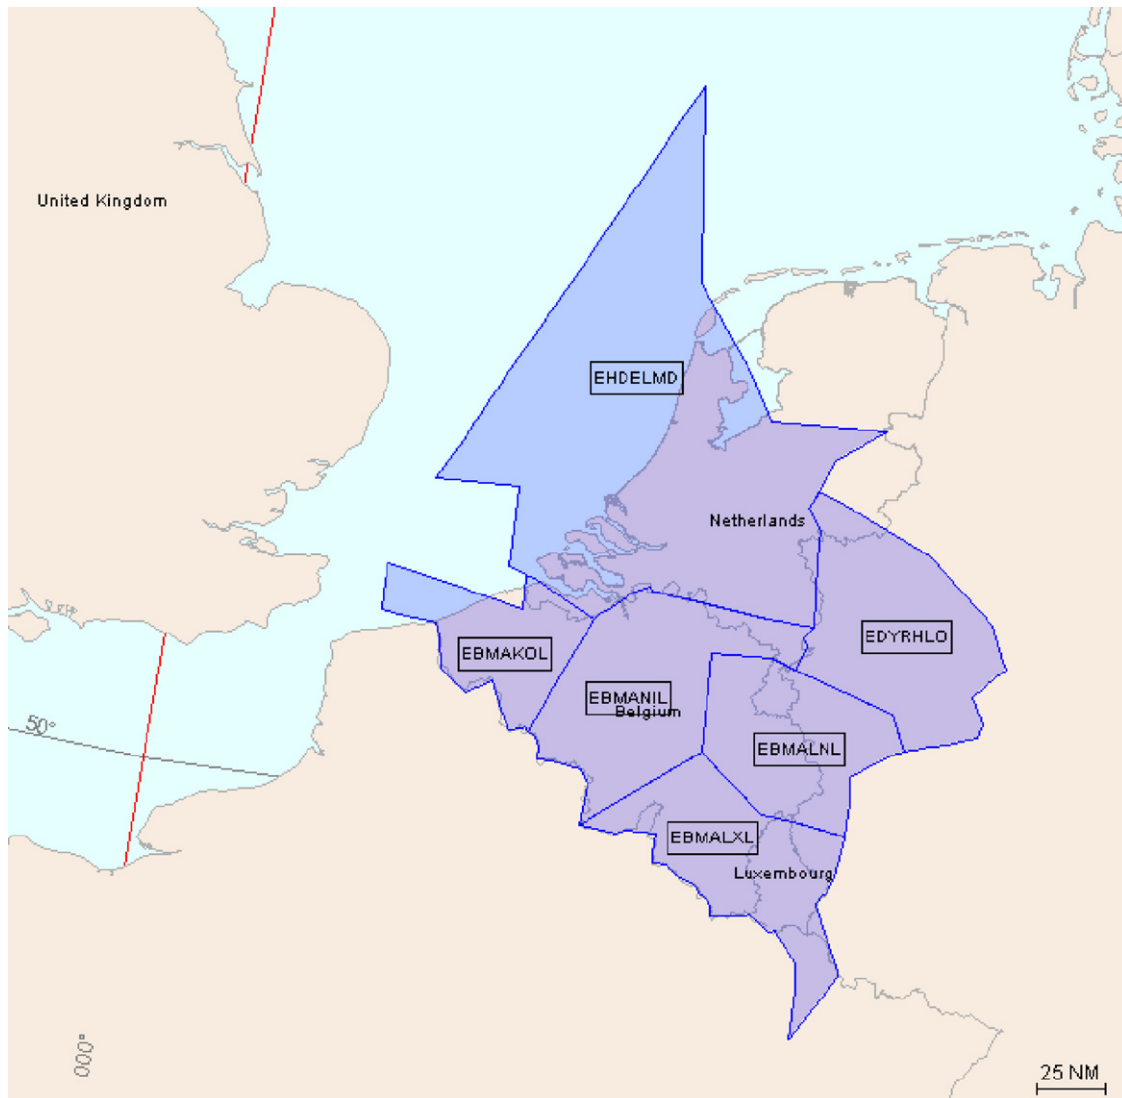 United Kingdom
EHDELMD
Netherlands
EDYRHLO
EBMAKOL
EBMANIL
Belgium
50°
EBMALNL
EBMALXL
Luxembourg
000°
25 NM